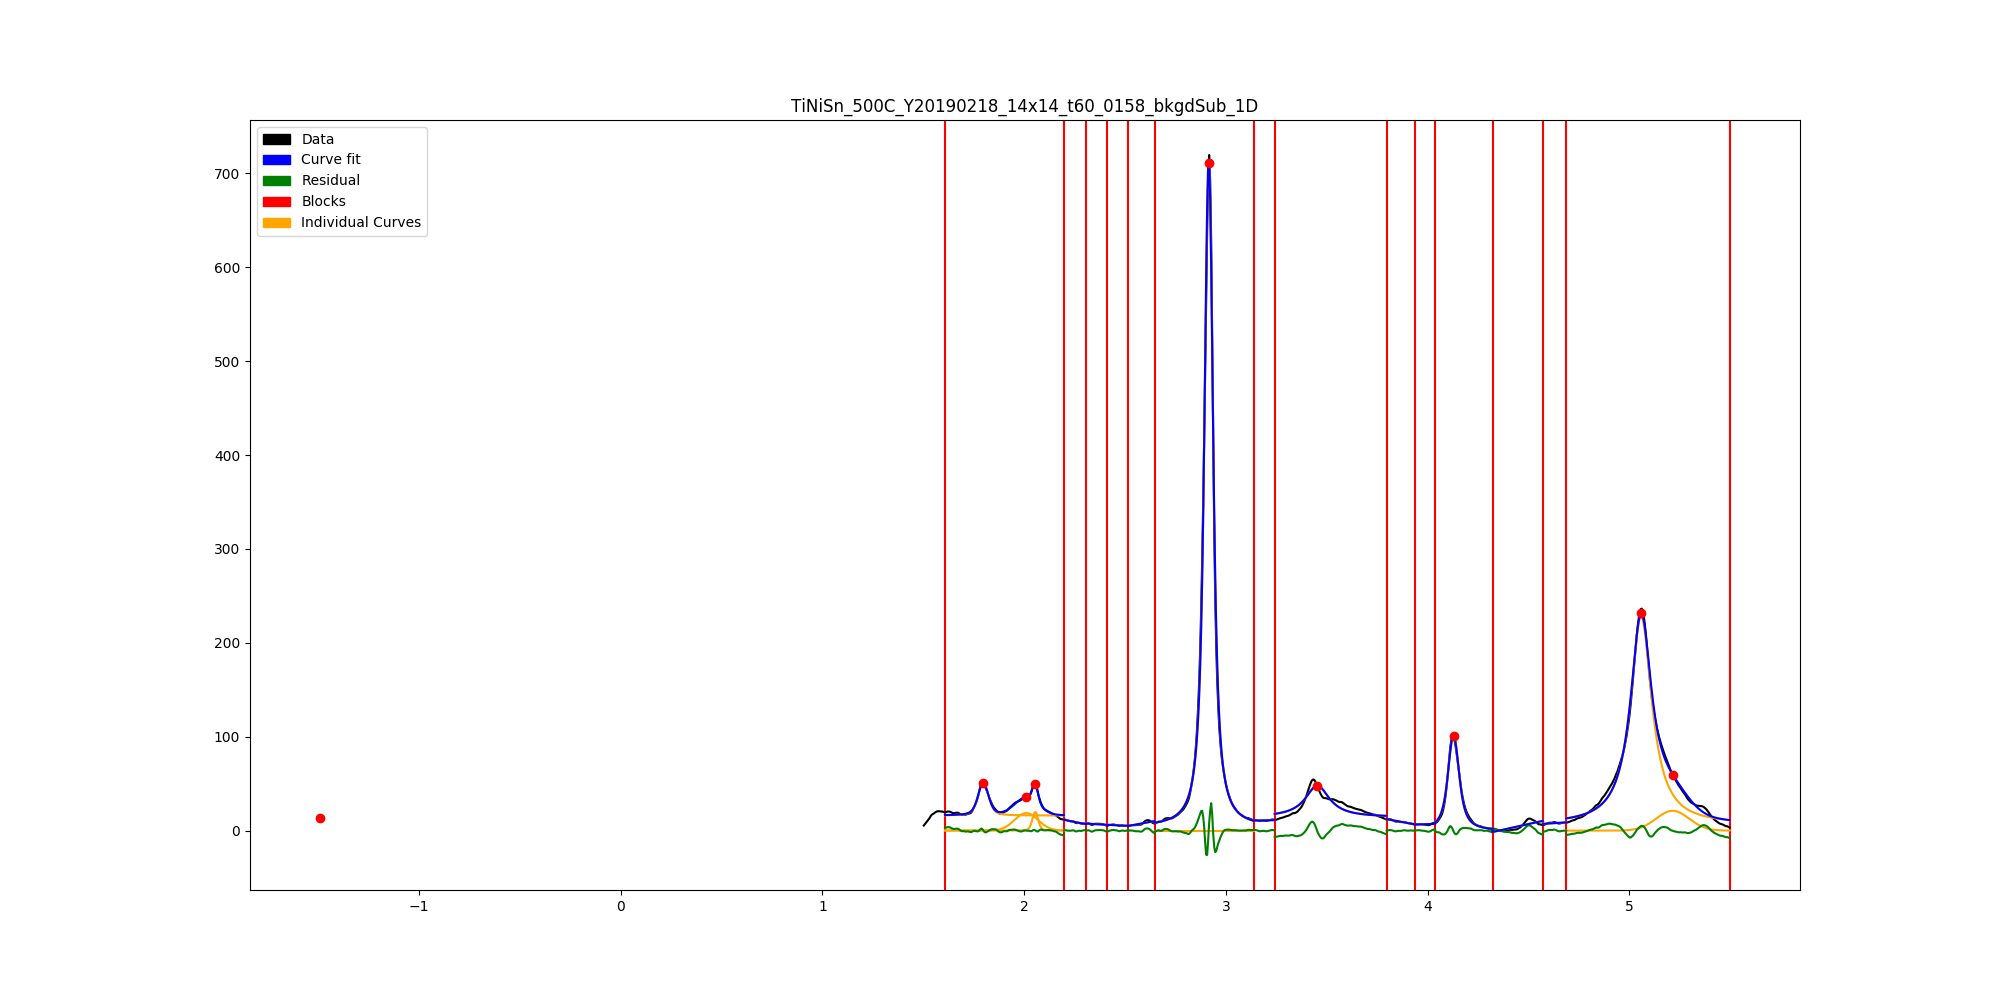 TiNiSn_500C_Y20190218_14x14_t60_0158_bkgdSub_1D
Data
Curve fit
Residual
Blocks
Individual Curves
700
600
500
400
300
200
100
0
−1
0
1
2
3
4
5